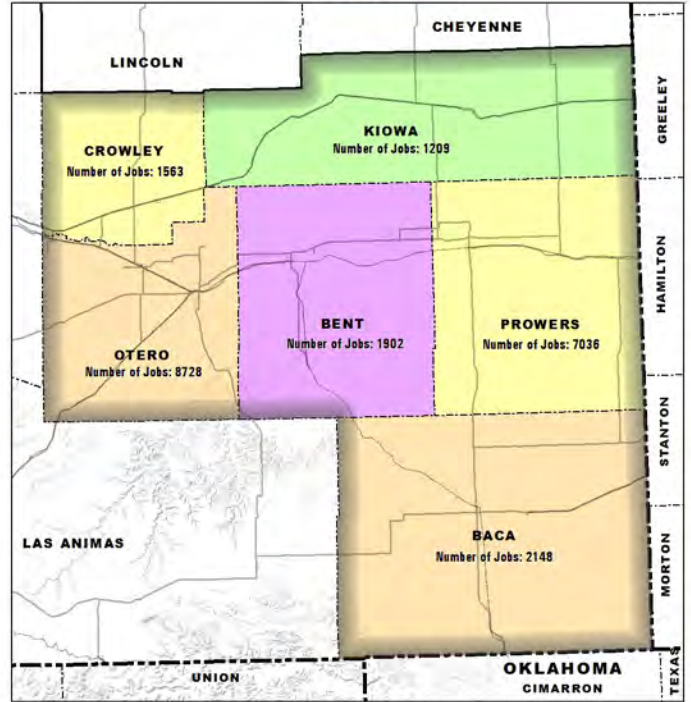 CHEYENNE
LINCOLN
GREELEY
CROWLEY
Number of Jobs: 1563
KIOWA
Number of Jobs: 1209
HAMILTON
BENT
Number of Jobs: 1902
PROWERS
Number of Jobs: 7036
OTERO
Number of Jobs: 8728
STANTON
LAS ANIMAS
BACA
Number of Jobs: 2148
MORTON
UNION
OKLAHOMA
CIMARRON
TEXAS